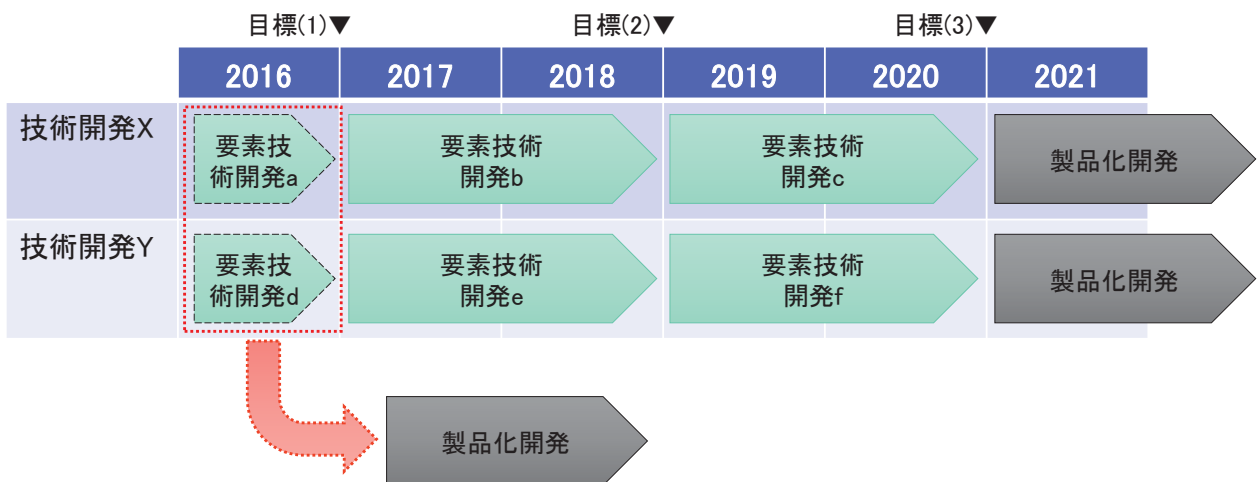 目標(1)▼ 目標(2)▼ 目標(3)▼
2016 2017 2018 2019 2020 2021
技術開発X
要素技
術開発a
要素技術
開発b
要素技術
開発c
製品化開発
技術開発Y
要素技
術開発d
要素技術
開発e
要素技術
開発f
製品化開発
製品化開発